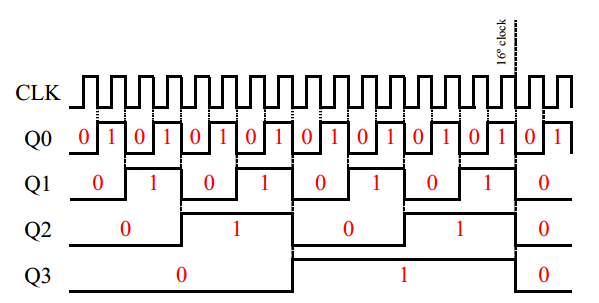 16º clock
CLK
Q0 0 1 0 1 0 1 0 1 0 1 0 1 0 1 0 1 0 1
Q1 0 1 0 1 0 1 0 1 0
Q2 0 1 0 1 0
Q3 0 1 0